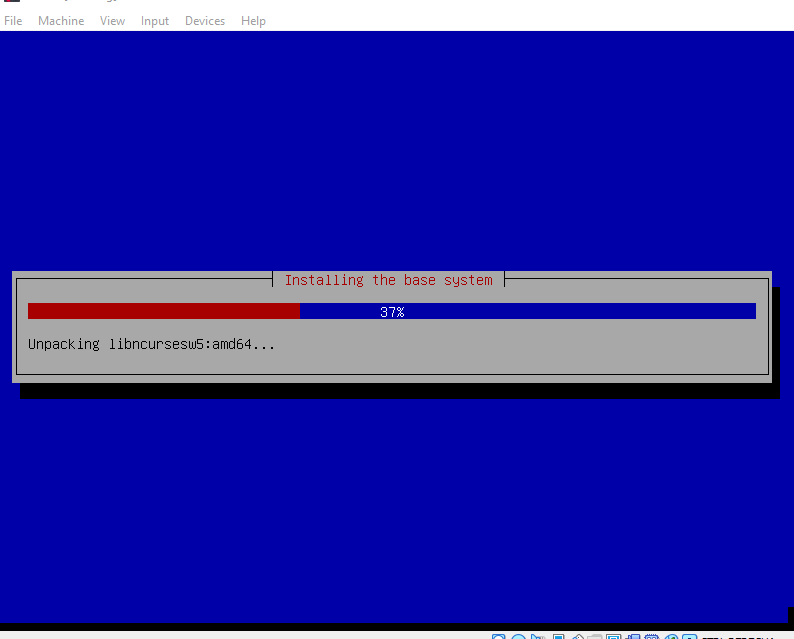 File Machine View Input Devices Help
Installing the base system
37%
Unpacking libncursesw5:amd64...